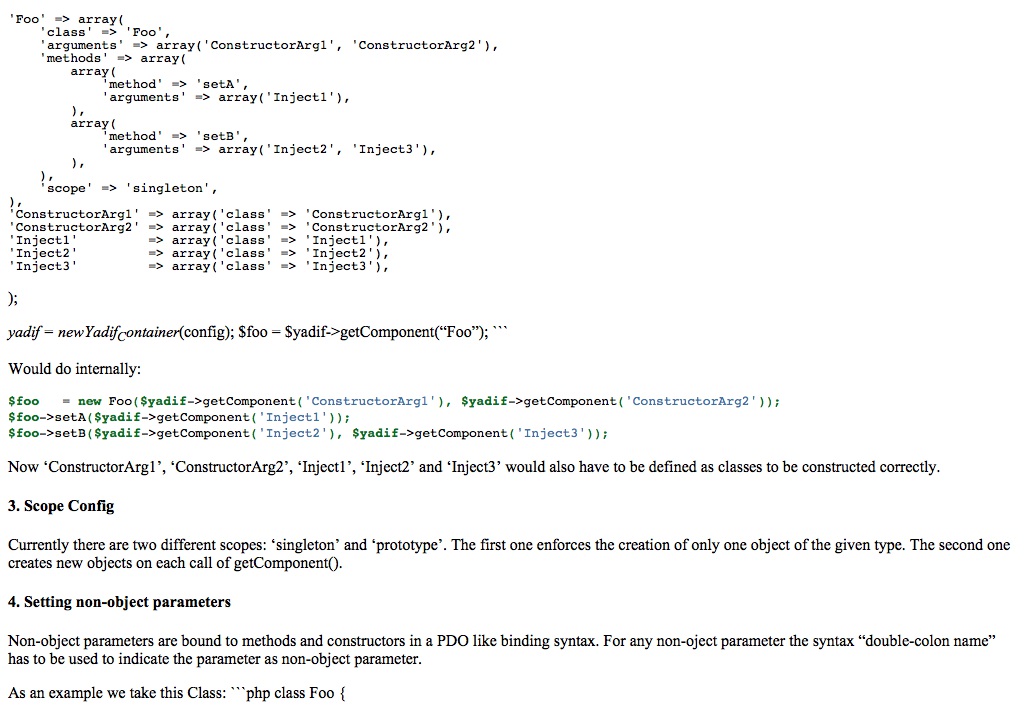 'Foo' => array(
'class' => 'Foo',
'arguments' => array('ConstructorArg1', 'ConstructorArg2'),
'methods' => array(
array(
'method' => 'setA',
'arguments' => array('Inject1'),
),
array(
'method' => 'setB',
'arguments' => array('Inject2', 'Inject3'),
),
),
'scope' => 'singleton',
),
'ConstructorArg1' => array('class' => 'ConstructorArg1'),
'ConstructorArg2' => array('class' => 'ConstructorArg2'),
'Inject1' => array('class' => 'Inject1'),
'Inject2' => array('class' => 'Inject2'),
'Inject3' => array('class' => 'Inject3'),
);
yadif = newYadifcontainer(config); $foo = $yadif->getComponent(“Foo”); ```
Would do internally:
$foo = new Foo($yadif->getComponent('ConstructorArg1'), $yadif->getComponent('ConstructorArg2'));
$foo->setA($yadif->getComponent('Inject1'));
$foo->setB($yadif->getComponent('Inject2'), $yadif->getComponent('Inject3'));
Now ‘ConstructorArg1’, ‘ConstructorArg2’, ‘Inject1’, ‘Inject2’ and ‘Inject3’ would also have to be defined as classes to be constructed correctly.
3. Scope Config
Currently there are two different scopes: ‘singleton’ and ‘prototype’. The first one enforces the creation of only one object of the given type. The second one
creates new objects on each call of getComponent().
4. Setting non-object parameters
Non-object parameters are bound to methods and constructors in a PDO like binding syntax. For any non-oject parameter the syntax “double-colon name”
has to be used to indicate the parameter as non-object parameter.
As an example we take this Class: ```php class Foo {